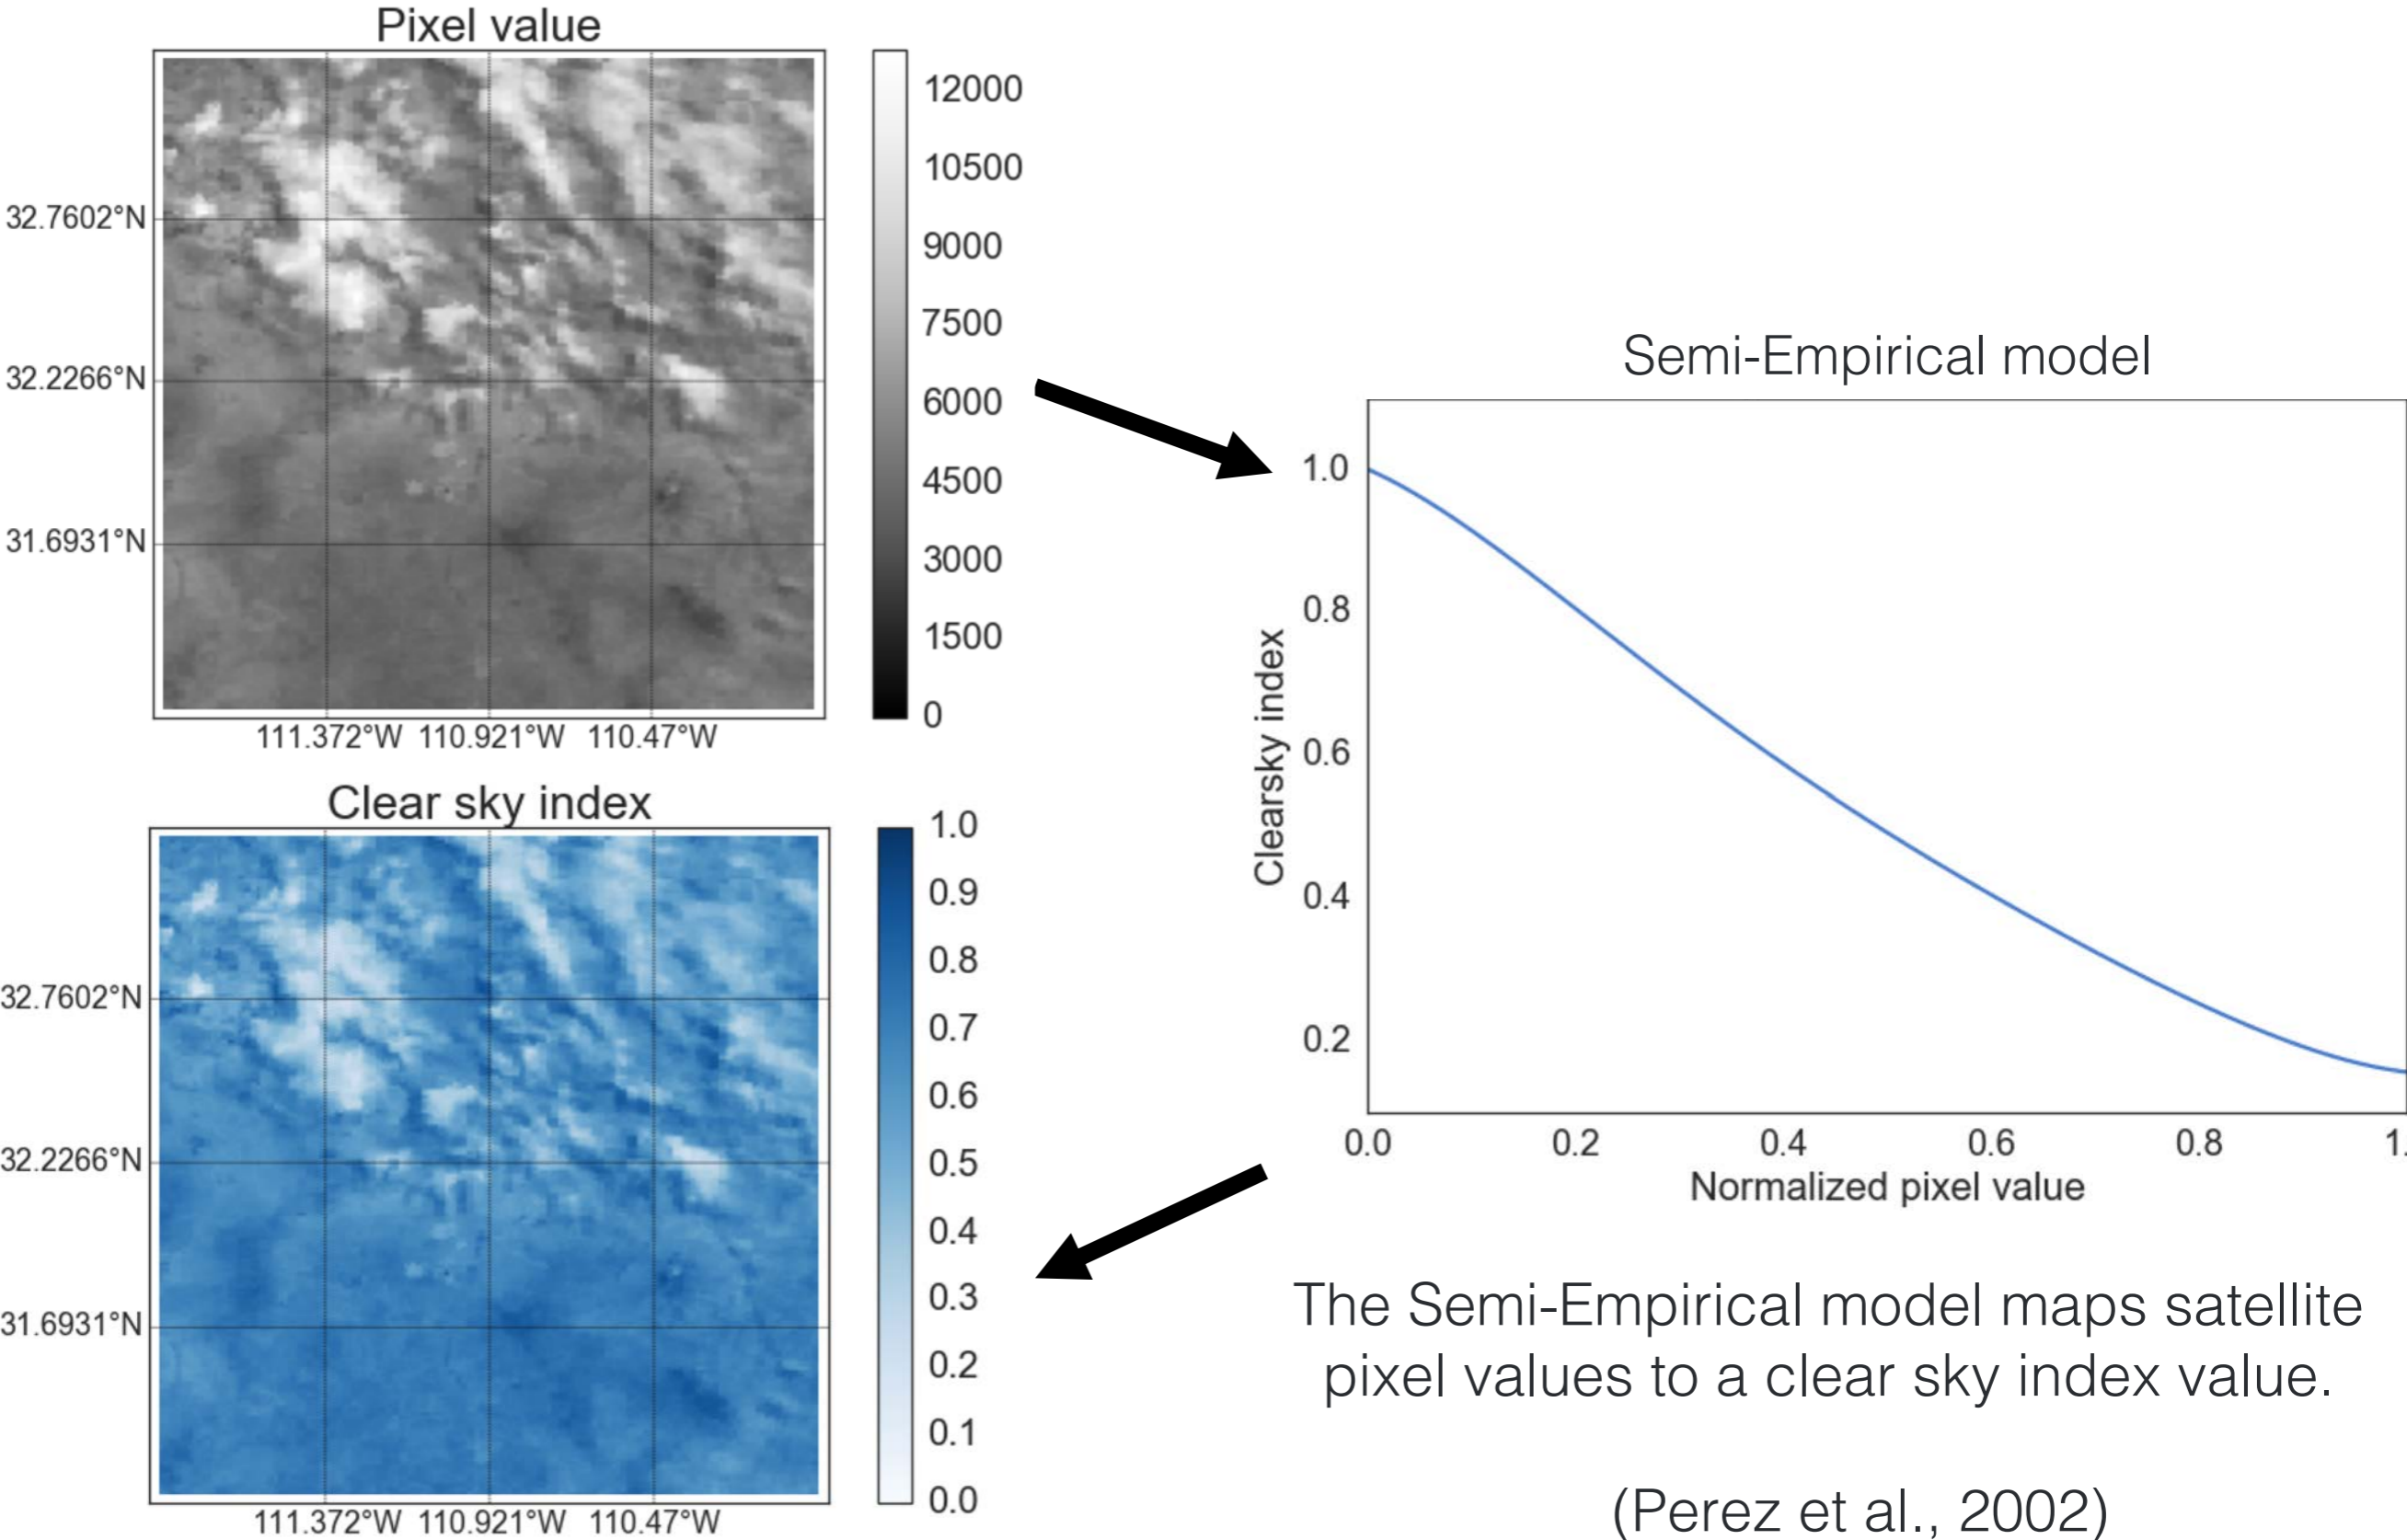 Pixel value
12000
10500
9000
7500
6000
4500
3000
1500
0
32.7602°N
32.2266°N
31.6931°N
111.372°W 110.921°W 110.47°W
Clear sky index
1.0
0.9
0.8
0.7
0.6
0.5
0.4
0.3
0.2
0.1
0.0
32.7602°N
32.2266°N
31.6931°N
111.372°W 110.921°W 110.47°W
Semi-Empirical model
1.0
0.8
0.6
0.4
0.2
Clearsky index
0.0 0.2 0.4 0.6 0.8 1.
Normalized pixel value
The Semi-Empirical model maps satellite
pixel values to a clear sky index value.
(Perez et al., 2002)